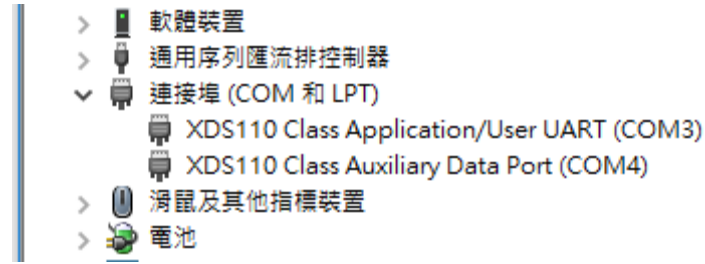 軟體裝置
通用序列匯流排控制器
連接埠 (COM 和 LPT)
XDS110 Class Application/User UART (COM3)
XDS110 Class Auxiliary Data Port (COM4)
滑鼠及其他指標裝置
電池